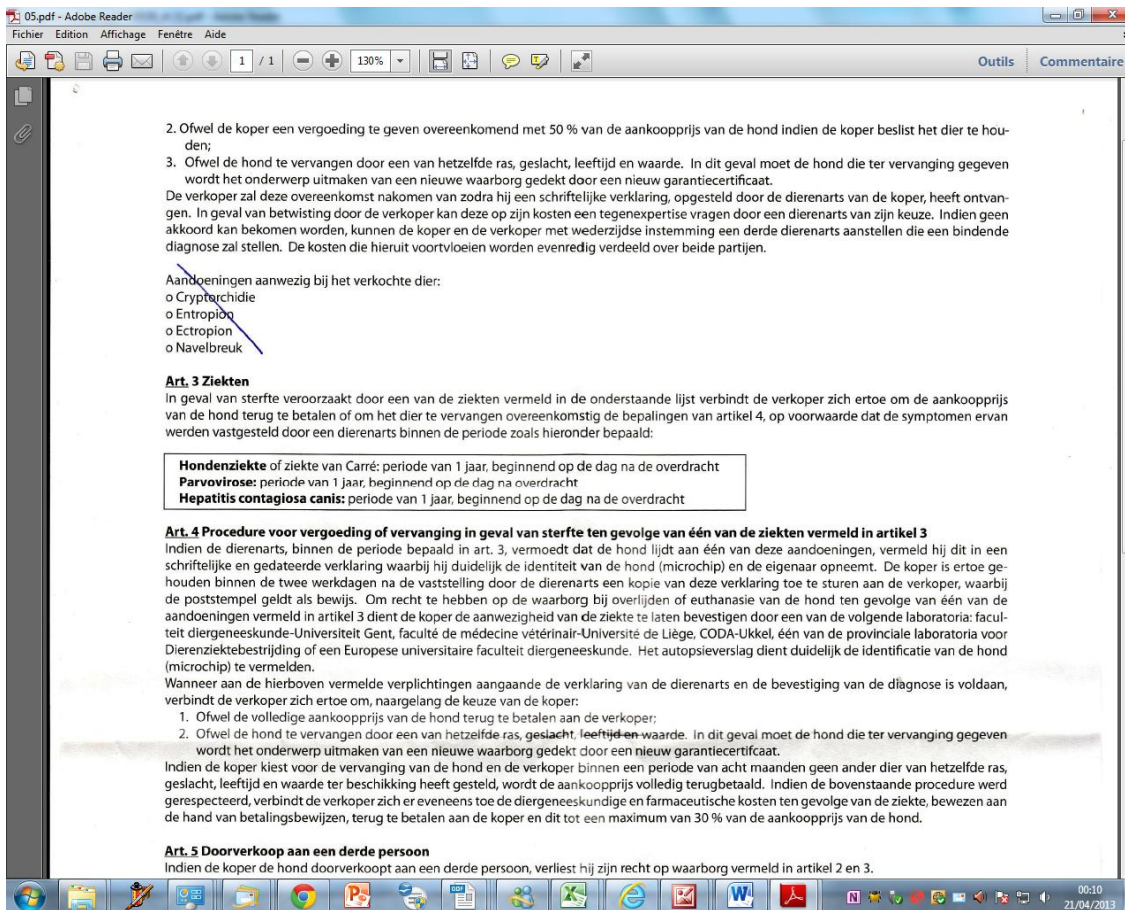 05.pdf - Adobe Reader
Fichier Edition Affichage Fenêtre Aide
1 / 1 130% Outils Commentaire
2. Ofwel de koper een vergoeding te geven overeenkomend met 50 % van de aankoopprijs van de hond indien de koper beslist het dier te hou-
den;
3. Ofwel de hond te vervangen door een van hetzelfde ras, geslacht, leeftijd en waarde. In dit geval moet de hond die ter vervanging gegeven
wordt het onderwerp uitmaken van een nieuwe waarborg gedekt door een nieuw garantiecertificaat.
De verkoper zal deze overeenkomst nakomen van zodra hij een schriftelijke verklaring, opgesteld door de dierenarts van de koper, heeft ontvan-
gen. In geval van betwisting door de verkoper kan deze op zijn kosten een tegenexpertise vragen door een dierenarts van zijn keuze. Indien geen
akkoord kan bekomen worden, kunnen de koper en de verkoper met wederzijdse instemming een derde dierenarts aanstellen die een bindende
diagnose zal stellen. De kosten die hieruit voortvloeien worden evenredig verdeeld over beide partijen.
Aandoeningen aanwezig bij het verkochte dier:
o Cryptorchidie
o Entropion
o Ectropion
o Navelbreuk
Art. 3 Ziekten
In geval van sterfte veroorzaakt door een van de ziekten vermeld in de onderstaande lijst verbindt de verkoper zich ertoe om de aankoopprijs
van de hond terug te betalen of om het dier te vervangen overeenkomstig de bepalingen van artikel 4, op voorwaarde dat de symptomen ervan
werden vastgesteld door een dierenarts binnen de periode zoals hieronder bepaald:
Hondenziekte of ziekte van Carré: periode van 1 jaar, beginnend op de dag na de overdracht
Parvovirose: periode van 1 jaar, beginnend op de dag na de overdracht
Hepatitis contagiosa canis: periode van 1 jaar, beginnend op de dag na de overdracht
Art. 4 Procedure voor vergoeding of vervanging in geval van sterfte ten gevolge van één van de ziekten vermeld in artikel 3
Indien de dierenarts, binnen de periode bepaald in art. 3, vermoedt dat de hond lijdt aan één van deze aandoeningen, vermeld hij dit in een
schriftelijke en gedateerde verklaring waarbij hij duidelijk de identiteit van de hond (microchip) en de eigenaar opneemt. De koper is ertoe ge-
houden binnen de twee werkdagen na de vaststelling door de dierenarts een kopie van deze verklaring toe te sturen aan de verkoper, waarbij
de poststempel geldt als bewijs. Om recht te hebben op de waarborg bij overlijden of euthanasie van de hond ten gevolge van één van de
aandoeningen vermeld in artikel 3 dient de koper de aanwezigheid van de ziekte te laten bevestigen door een van de volgende laboratoria: facul-
teit diergeneeskunde-Universiteit Gent, faculté de médecine vétérinair-Université de Liège, CODA-Ukkel, één van de provinciale laboratoria voor
Dierenziektebestrijding of een Europese universitaire faculteit diergeneeskunde. Het autopsieverslag dient duidelijk de identificatie van de hond
(microchip) te vermelden.
Wanneer aan de hierboven vermelde verplichtingen aangaande de verklaring van de dierenarts en de bevestiging van de diagnose is voldaan,
verbindt de verkoper zich ertoe om, naargelang de keuze van de koper:
1. Ofwel de volledige aankoopprijs van de hond terug te betalen aan de verkoper;
2. Ofwel de hond te vervangen door een van hetzelfde ras, geslacht, leeftijd en waarde. In dit geval moet de hond die ter vervanging gegeven
wordt het onderwerp uitmaken van een nieuwe waarborg gedekt door een nieuw garantiecertifcaat.
Indien de koper kiest voor de vervanging van de hond en de verkoper binnen een periode van acht maanden geen ander dier van hetzelfde ras,
geslacht, leeftijd en waarde ter beschikking heeft gesteld, wordt de aankoopprijs volledig terugbetaald. Indien de bovenstaande procedure werd
gerespecteerd, verbindt de verkoper zich er eveneens toe de diergeneeskundige en farmaceutische kosten ten gevolge van de ziekte, bewezen aan
de hand van betalingsbewijzen, terug te betalen aan de koper en dit tot een maximum van 30 % van de aankoopprijs van de hond.
Art. 5 Doorverkoop aan een derde persoon
Indien de koper de hond doorverkoopt aan een derde persoon, verliest hij zijn recht op waarborg vermeld in artikel 2 en 3.
00:10
21/04/2013